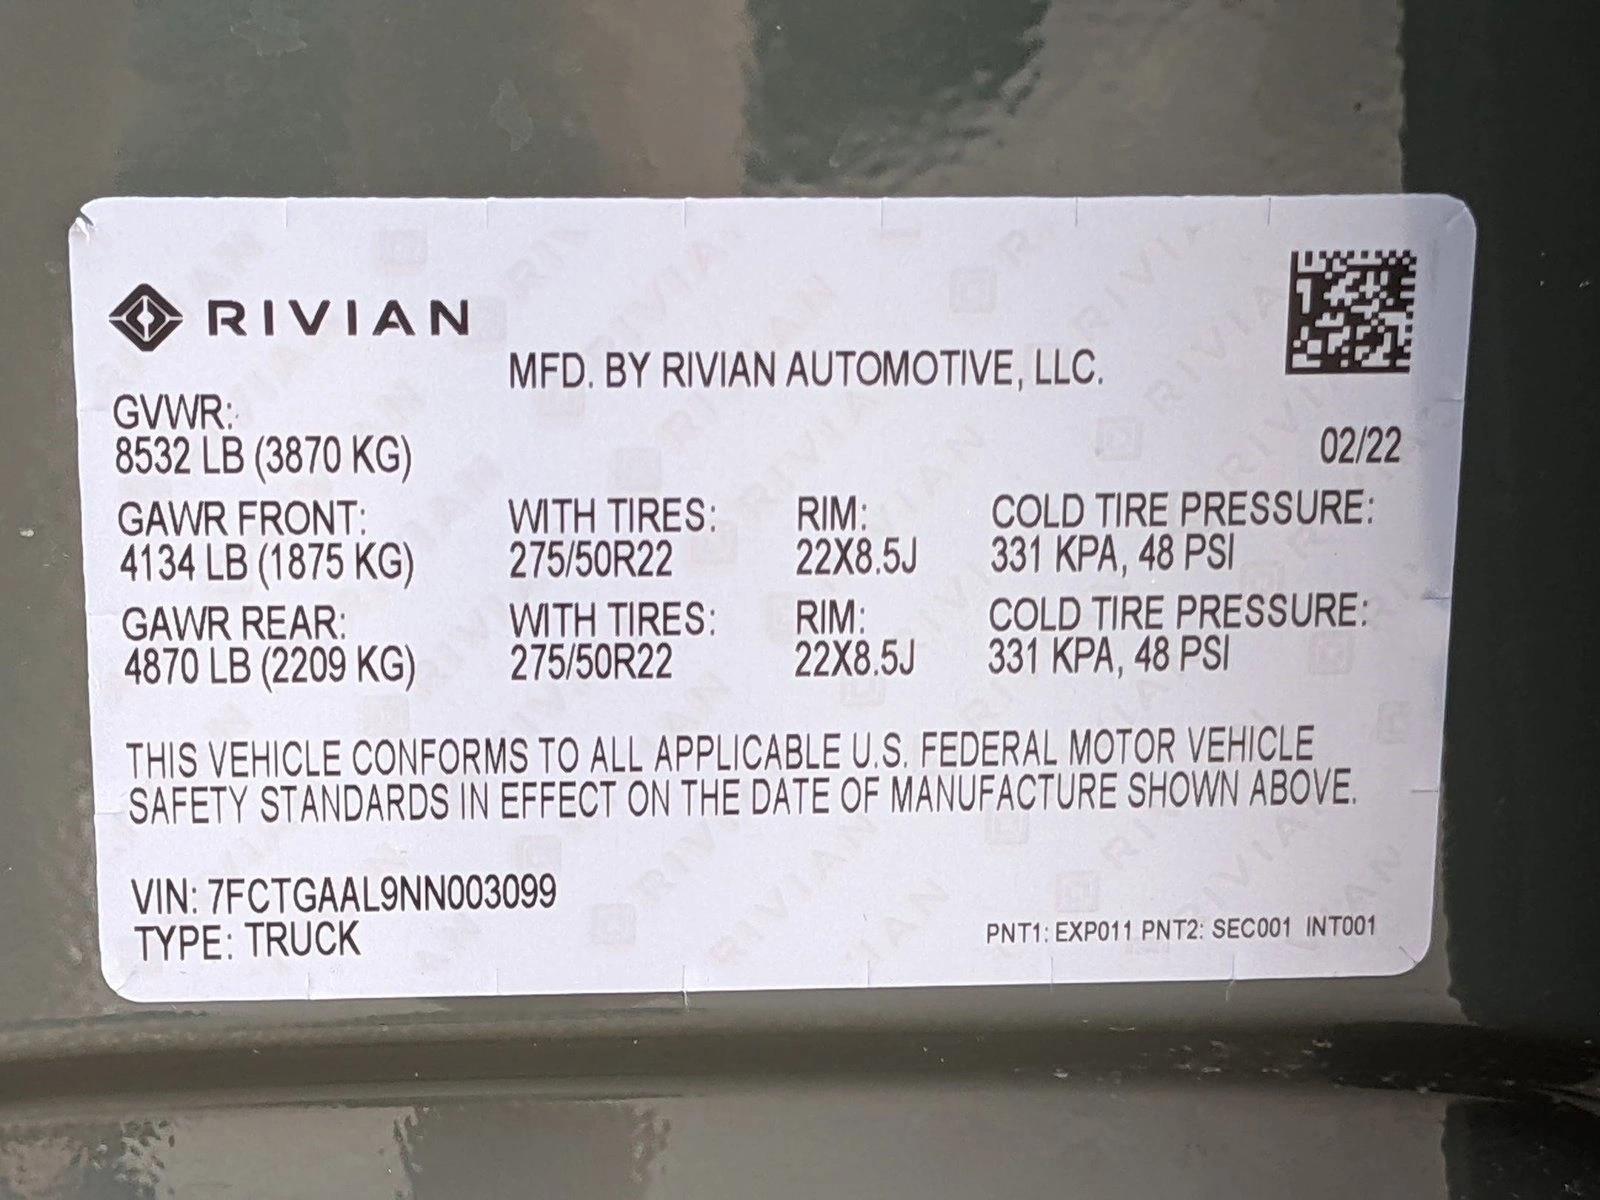 RIVIAN
MFD. BY RIVIAN AUTOMOTIVE, LLC.
GVWR:
8532 LB (3870 KG)
02/22
GAWR FRONT: WITH TIRES: RIM: COLD TIRE PRESSURE:
4134 LB (1875 KG) 275/50R22 22X8.5J 331 KPA, 48 PSI
GAWR REAR: WITH TIRES: RIM: COLD TIRE PRESSURE:
4870 LB (2209 KG) 275/50R22 22X8.5J 331 KPA, 48 PSI
THIS VEHICLE CONFORMS TO ALL APPLICABLE U.S. FEDERAL MOTOR VEHICLE
SAFETY STANDARDS IN EFFECT ON THE DATE OF MANUFACTURE SHOWN ABOVE.
VIN: 7FCTGAAL9NN003099
TYPE: TRUCK
PNT1: EXP011 PNT2: SEC001 INT001